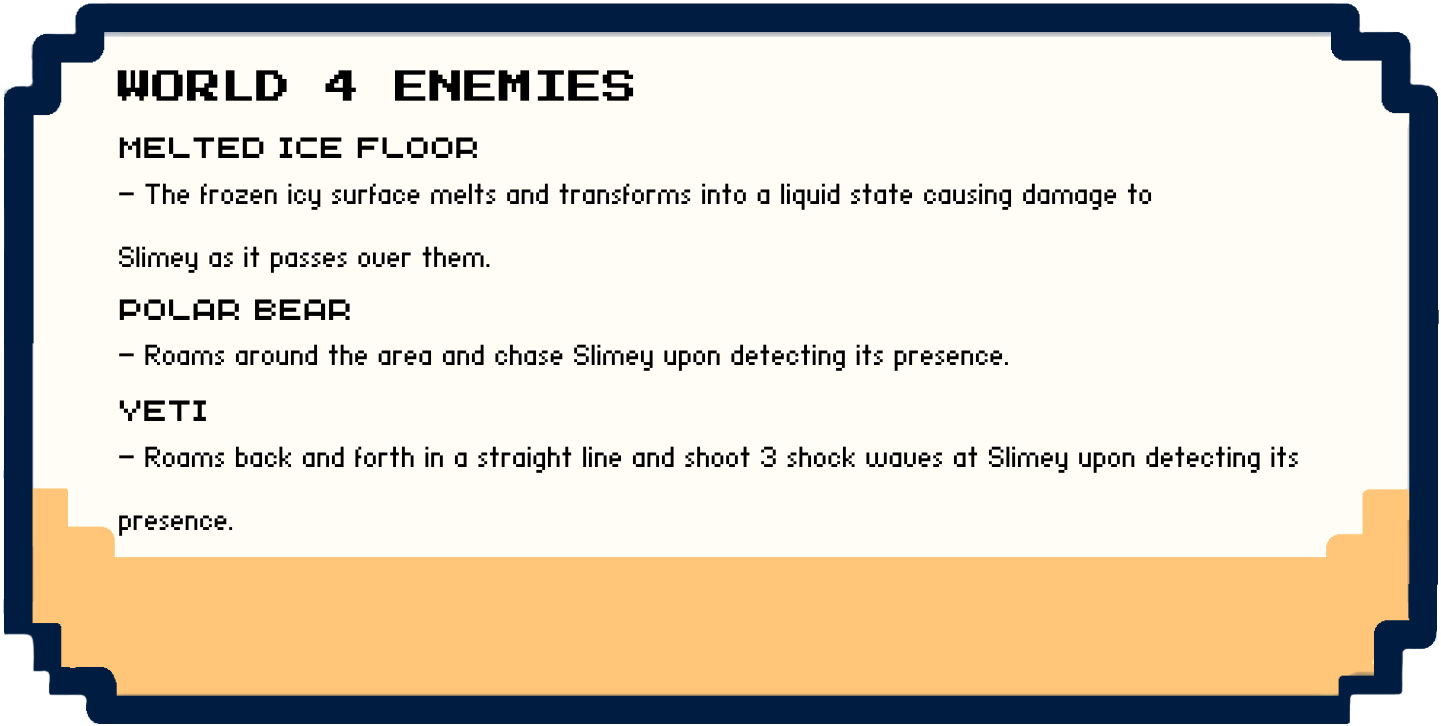 WORLD 4 ENEMIES
MELTED ICE FLOOR
- The frozen icy surface melts and transforms into a liquid state causing damage to
Slimey as it passes over them.
POLAR BEAR
- Roams around the area and chase Slimey upon detecting its presence.
YETI
- Roams back and forth in a straight line and shoot 3 shock waves at Slimey upon detecting its
presence.